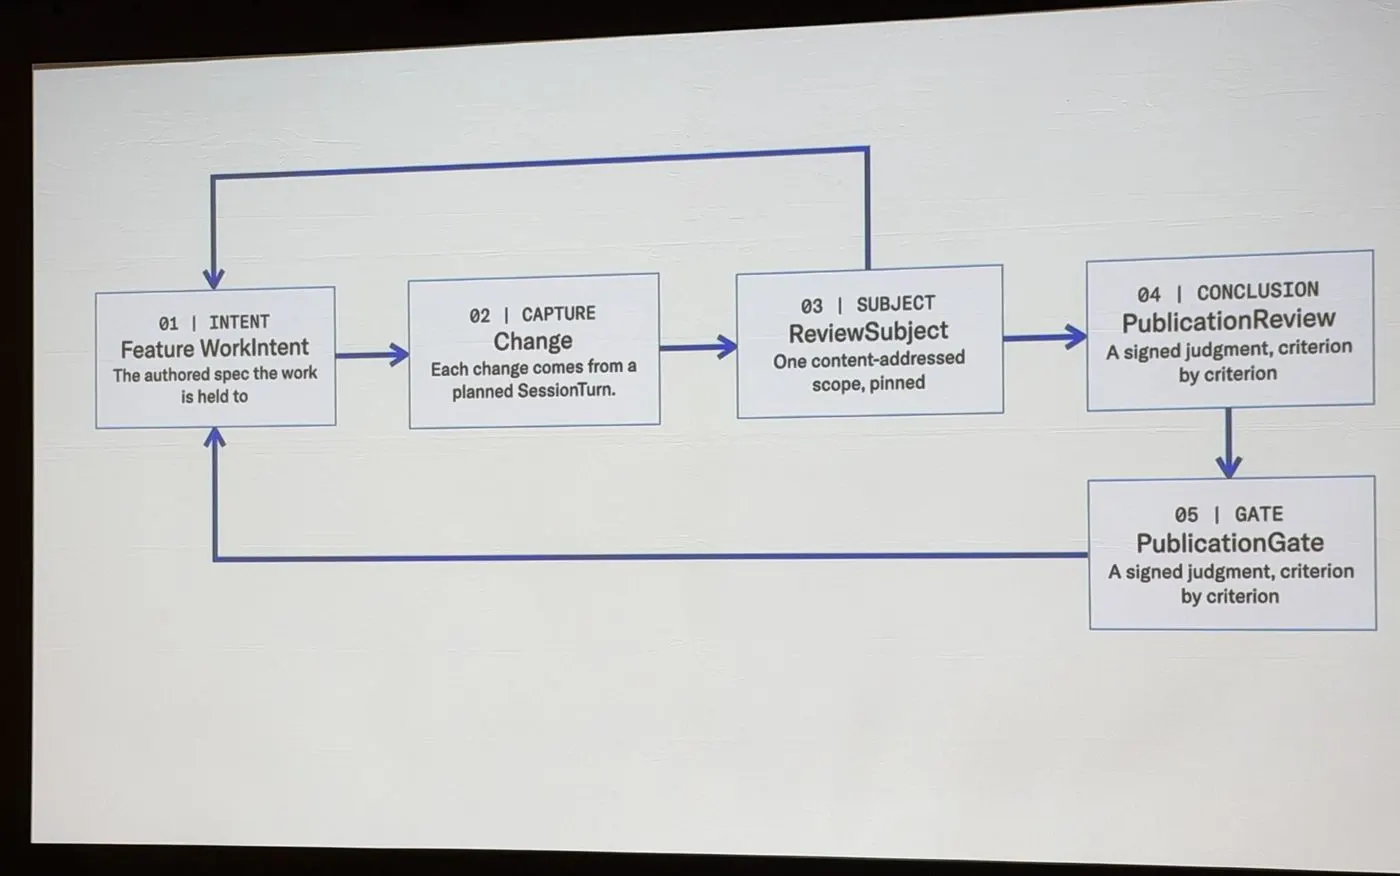 01 | INTENT
Feature WorkIntent
The authored spec the work
is held to
02 | CAPTURE
Change
Each change comes from a
planned SessionTurn.
03 | SUBJECT
ReviewSubject
One content-addressed
scope, pinned
04 | CONCLUSION
PublicationReview
A signed judgment, criterion
by criterion
05 | GATE
PublicationGate
A signed judgment, criterion
by criterion